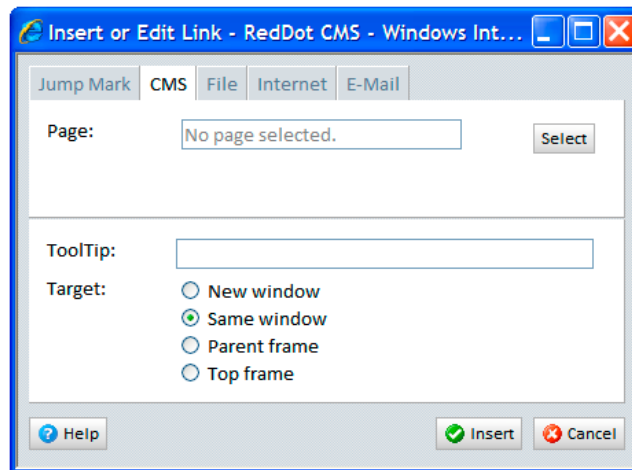 Insert or Edit Link - RedDot CMS - Windows Int...
Jump Mark CMS File Internet E-Mail
Page: No page selected. Select
ToolTip:
Target: New window
Same window
Parent frame
Top frame
Help Insert Cancel